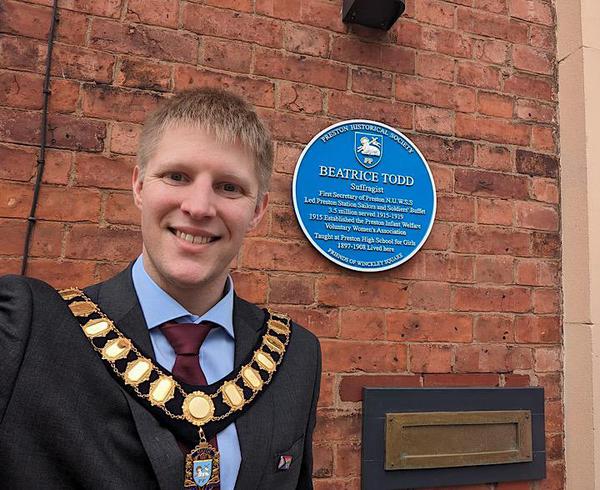 PRESTON HISTORICAL SOCIETY
PP
BEATRICE TODD
Suffragist
First Secretary of Preston N.U.W.S.S
Led Preston Station Sailors and Soldiers' Buffet
3.5 million served 1915-1919
1915 Established the Preston Infant Welfare
Voluntary Women's Association
Taught at Preston High School for Girls
1897-1908 Lived here
FRIENDS OF WINCKLEY SQUARE